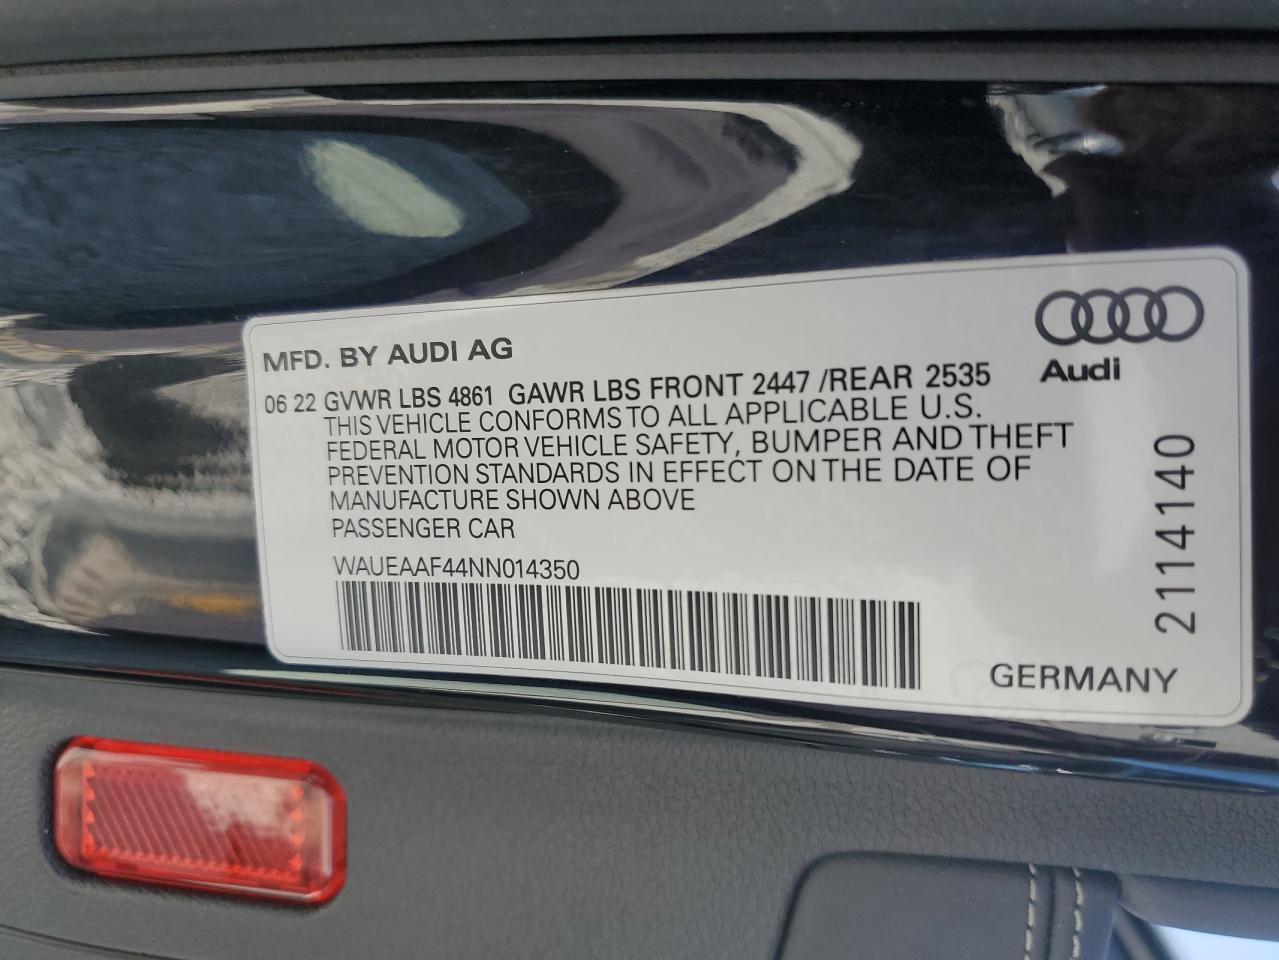 MFD. BY AUDI AG
Audi
06 22 GVWR LBS 4861 GAWR LBS FRONT 2447 /REAR 2535
THIS VEHICLE CONFORMS TO ALL APPLICABLE U.S.
FEDERAL MOTOR VEHICLE SAFETY, BUMPER AND THEFT
PREVENTION STANDARDS IN EFFECT ON THE DATE OF
MANUFACTURE SHOWN ABOVE
PASSENGER CAR
WAUEAAF44NN014350
2114140
GERMANY